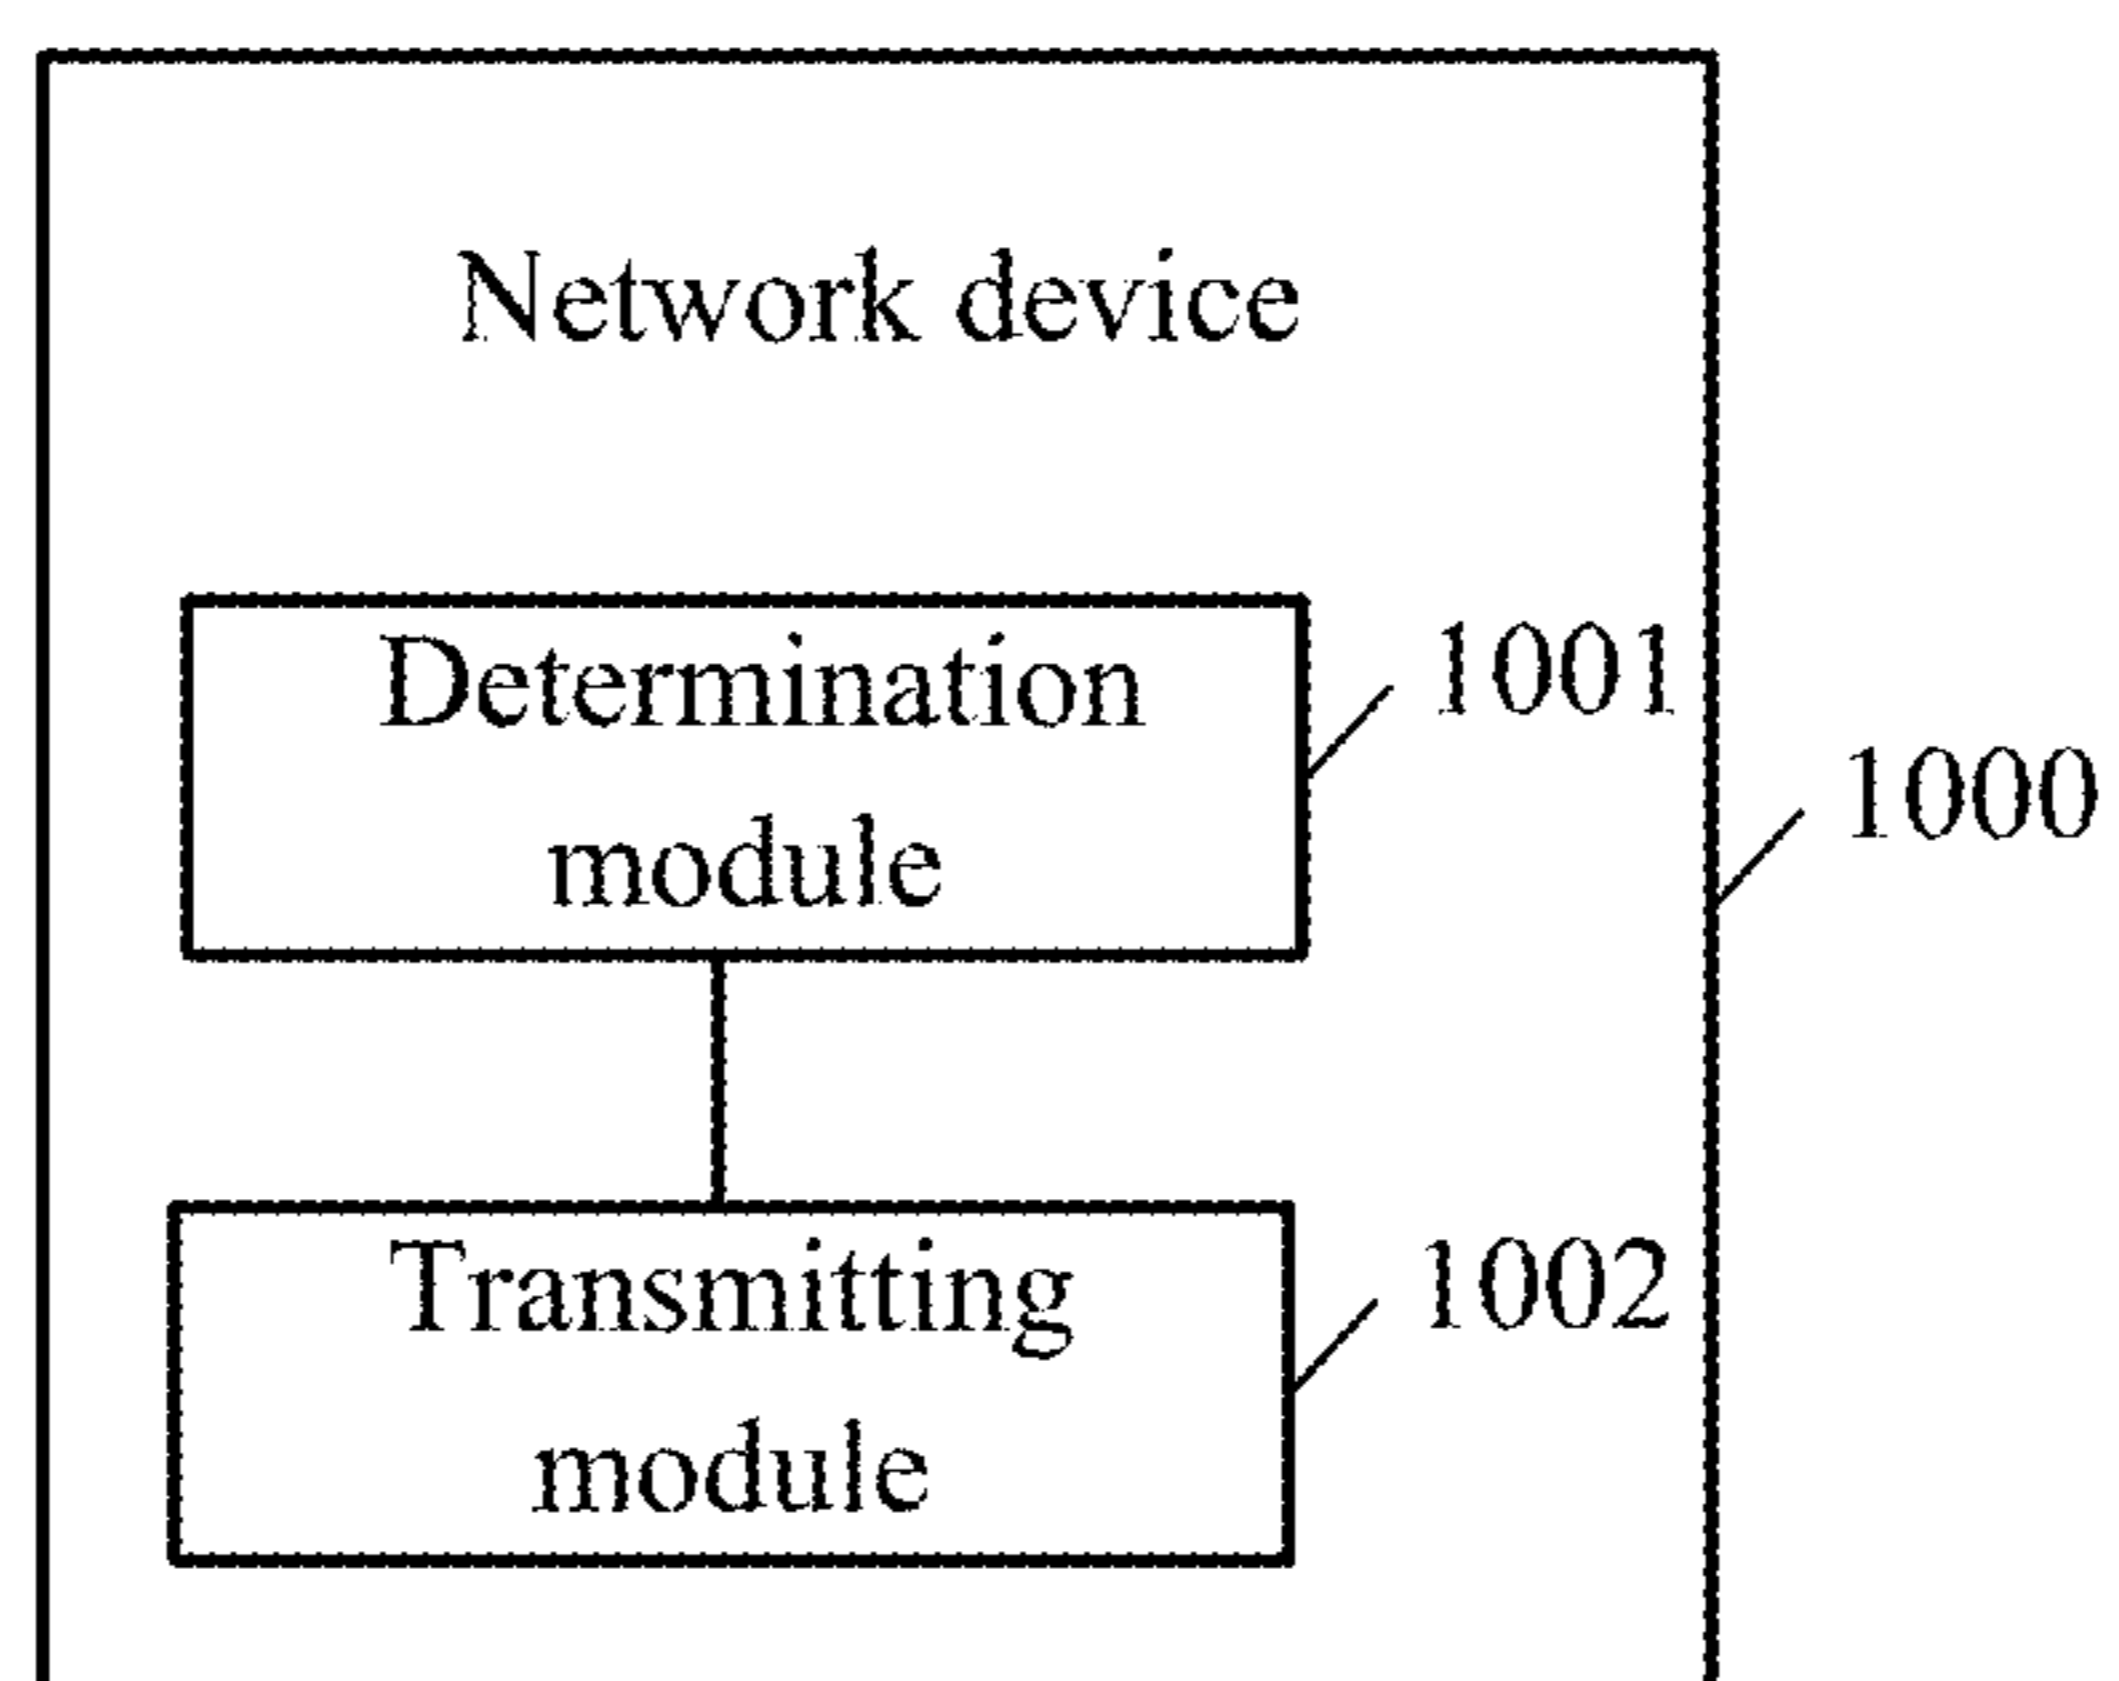 Network device
Determination
module
1001
1000
Transmitting
module
1002